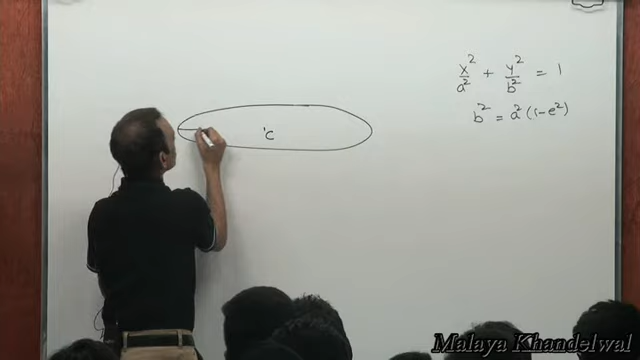 x²/a² + y²/b² = 1
b² = a²(1-e²)
'c
Malaya Khandelwal